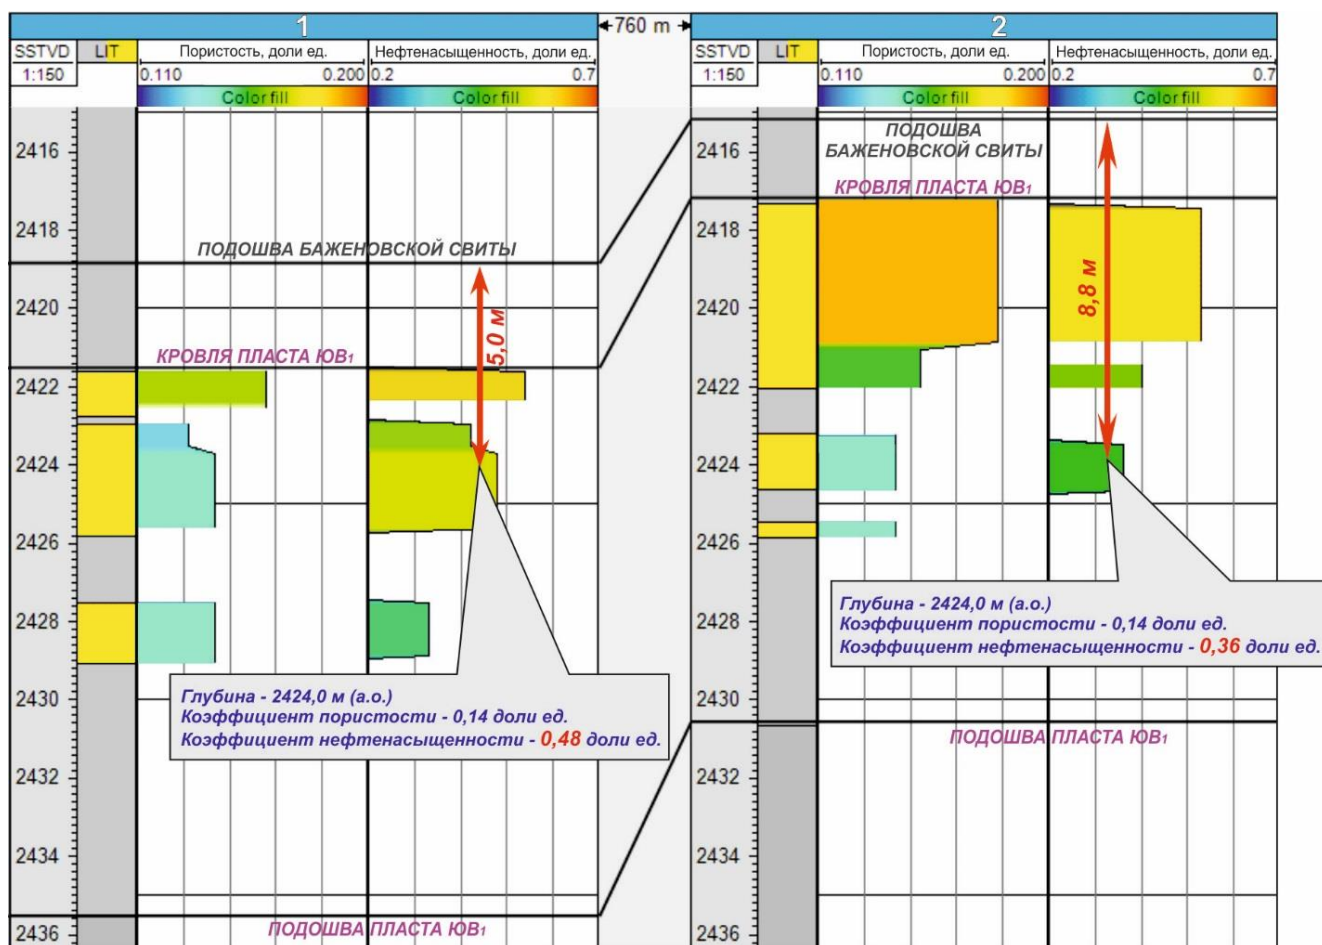 1
760 m
2
SSTVD
LIT
Пористость, доли ед.
Нефтенасыщенность, доли ед.
1:150
0.110
0.200
0.2
0.7
Color fill
Color fill
SSTVD
LIT
Пористость, доли ед.
Нефтенасыщенность, доли ед.
1:150
0.110
0.200
0.2
0.7
Color fill
Color fill
2416
2418
2420
2422
2424
2426
2428
2430
2432
2434
2436
ПОДОШВА БАЖЕНОВСКОЙ СВИТЫ
КРОВЛЯ ПЛАСТА ЮВ₁
5,0 м
Глубина - 2424,0 м (а.о.)
Коэффициент пористости - 0,14 доли ед.
Коэффициент нефтенасыщенности - 0,48 доли ед.
ПОДОШВА ПЛАСТА ЮВ₁
2416
2418
2420
2422
2424
2426
2428
2430
2432
2434
2436
ПОДОШВА
БАЖЕНОВСКОЙ СВИТЫ
КРОВЛЯ ПЛАСТА ЮВ₁
8,8 м
Глубина - 2424,0 м (а.о.)
Коэффициент пористости - 0,14 доли ед.
Коэффициент нефтенасыщенности - 0,36 доли ед.
ПОДОШВА ПЛАСТА ЮВ₁